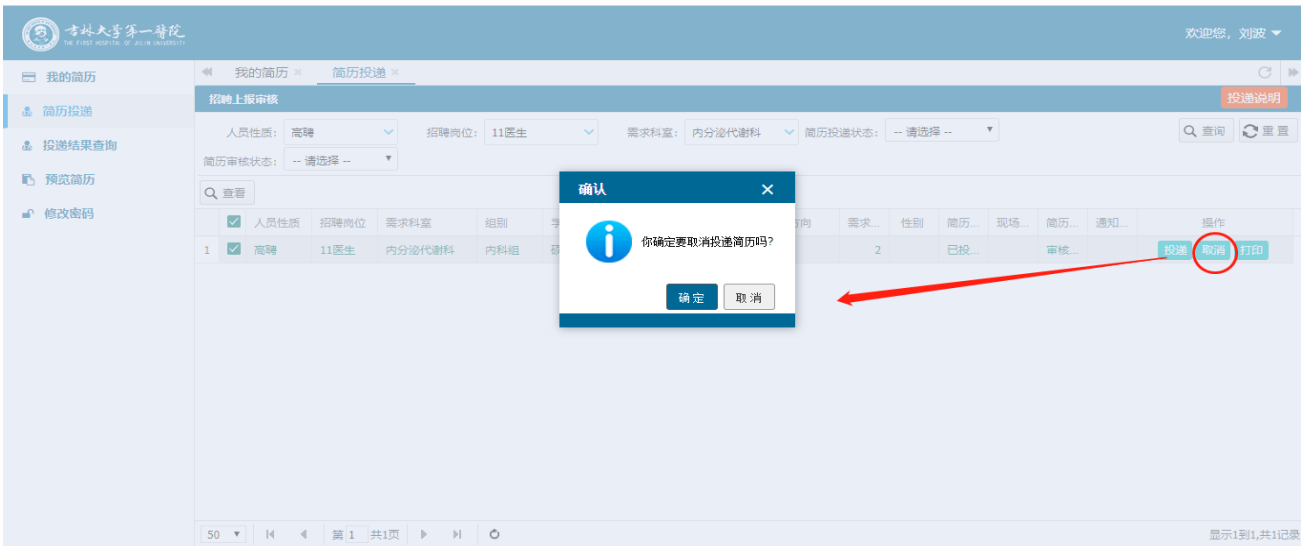 吉林大学第一医院
THE FIRST HOSPITAL OF JILIN UNIVERSITY
欢迎您，刘波
我的简历
简历投递
投递结果查询
预览简历
修改密码
我的简历 × 简历投递 ×
招聘上报审核 投递说明
人员性质: 高聘 招聘岗位: 11医生 需求科室: 内分泌代谢科 简历投递状态: -- 请选择 -- 查询 重置
简历审核状态: -- 请选择 --
查看
人员性质 招聘岗位 需求科室 组别 方向 需求... 性别 简历... 现场... 简历... 通知... 操作
1 高聘 11医生 内分泌代谢科 内科组 2 已投... 审核... 投递 取消 打印
确认
你确定要取消投递简历吗?
确定 取消
50 第 1 共1页 显示1到1,共1记录